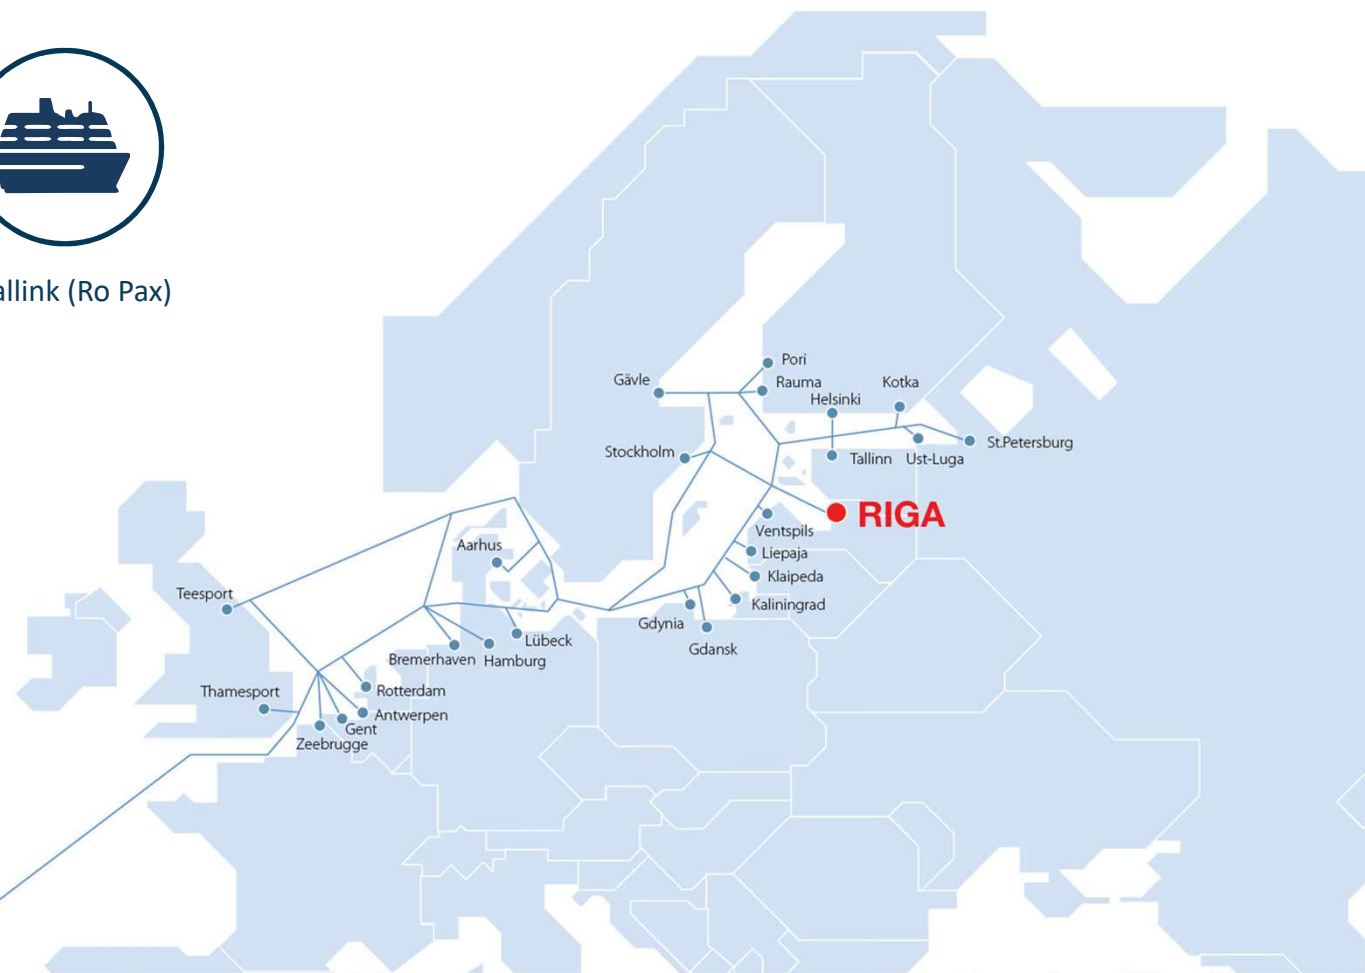 allink (Ro Pax)
Pori
Gävle
Rauma
Kotka
Helsinki
St.Petersburg
Stockholm
Tallinn
Ust-Luga
RIGA
Ventspils
Aarhus
Liepaja
Klaipeda
Teesport
Kaliningrad
Gdynia
Lübeck
Gdansk
Bremerhaven
Hamburg
Thamesport
Rotterdam
Antwerpen
Gent
Zeebrugge